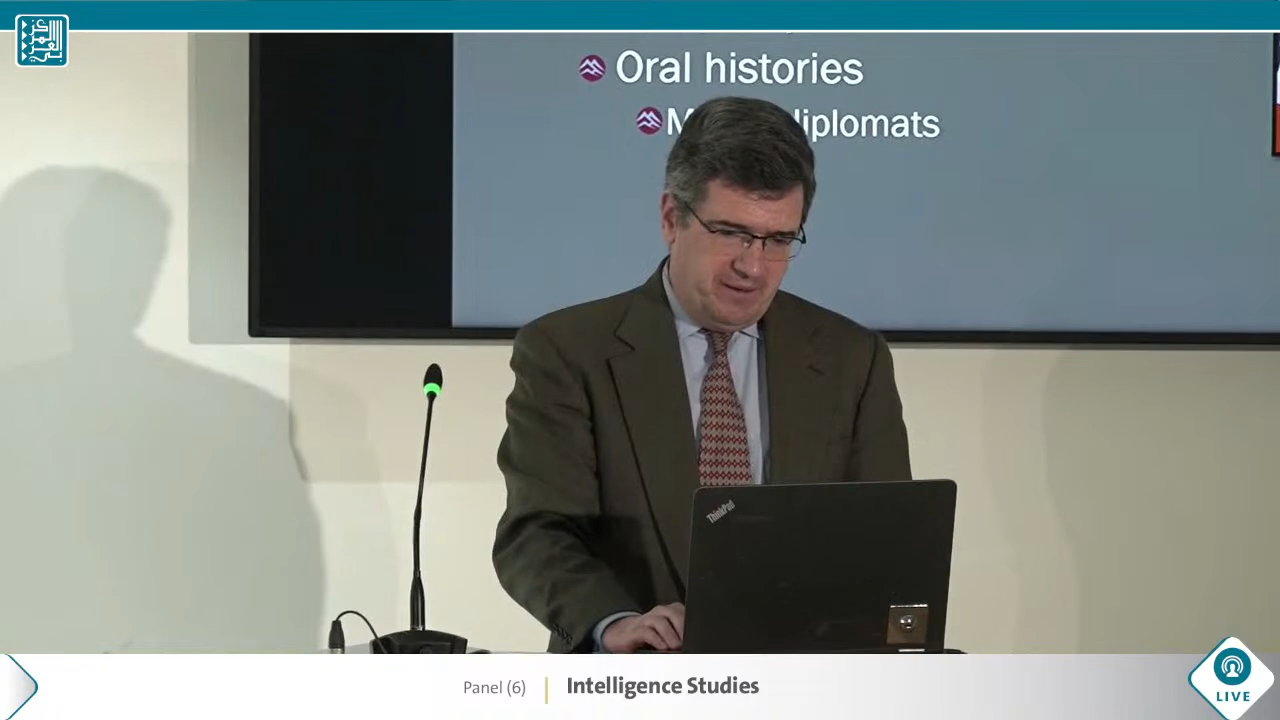 Oral histories
diplomats
ThinkPad
Panel (6)
Intelligence Studies
LIVE